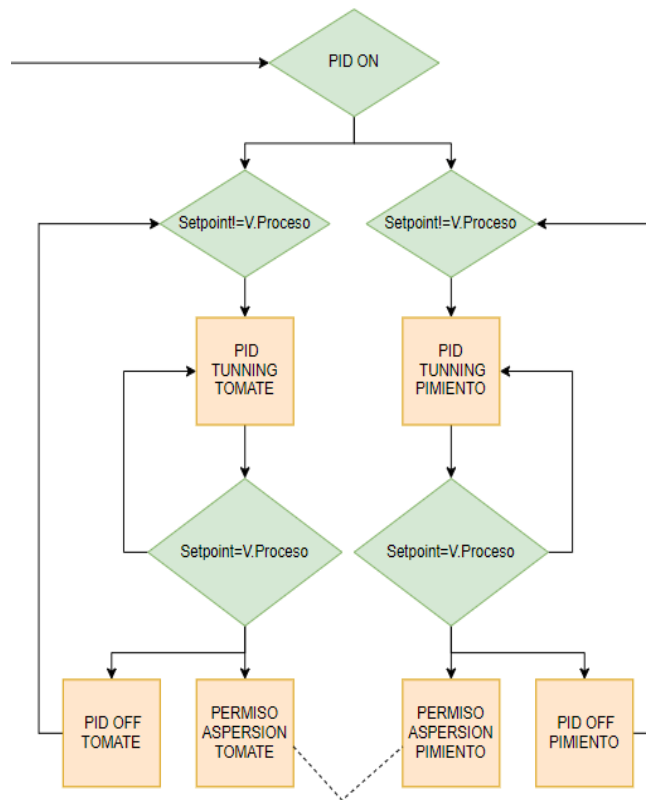 PID ON
Setpoint!=V.Proceso
Setpoint!=V.Proceso
PID
TUNNING
TOMATE
PID
TUNNING
PIMIENTO
Setpoint=V.Proceso
Setpoint=V.Proceso
PID OFF
TOMATE
PERMISO
ASPERSION
TOMATE
PERMISO
ASPERSION
PIMIENTO
PID OFF
PIMIENTO